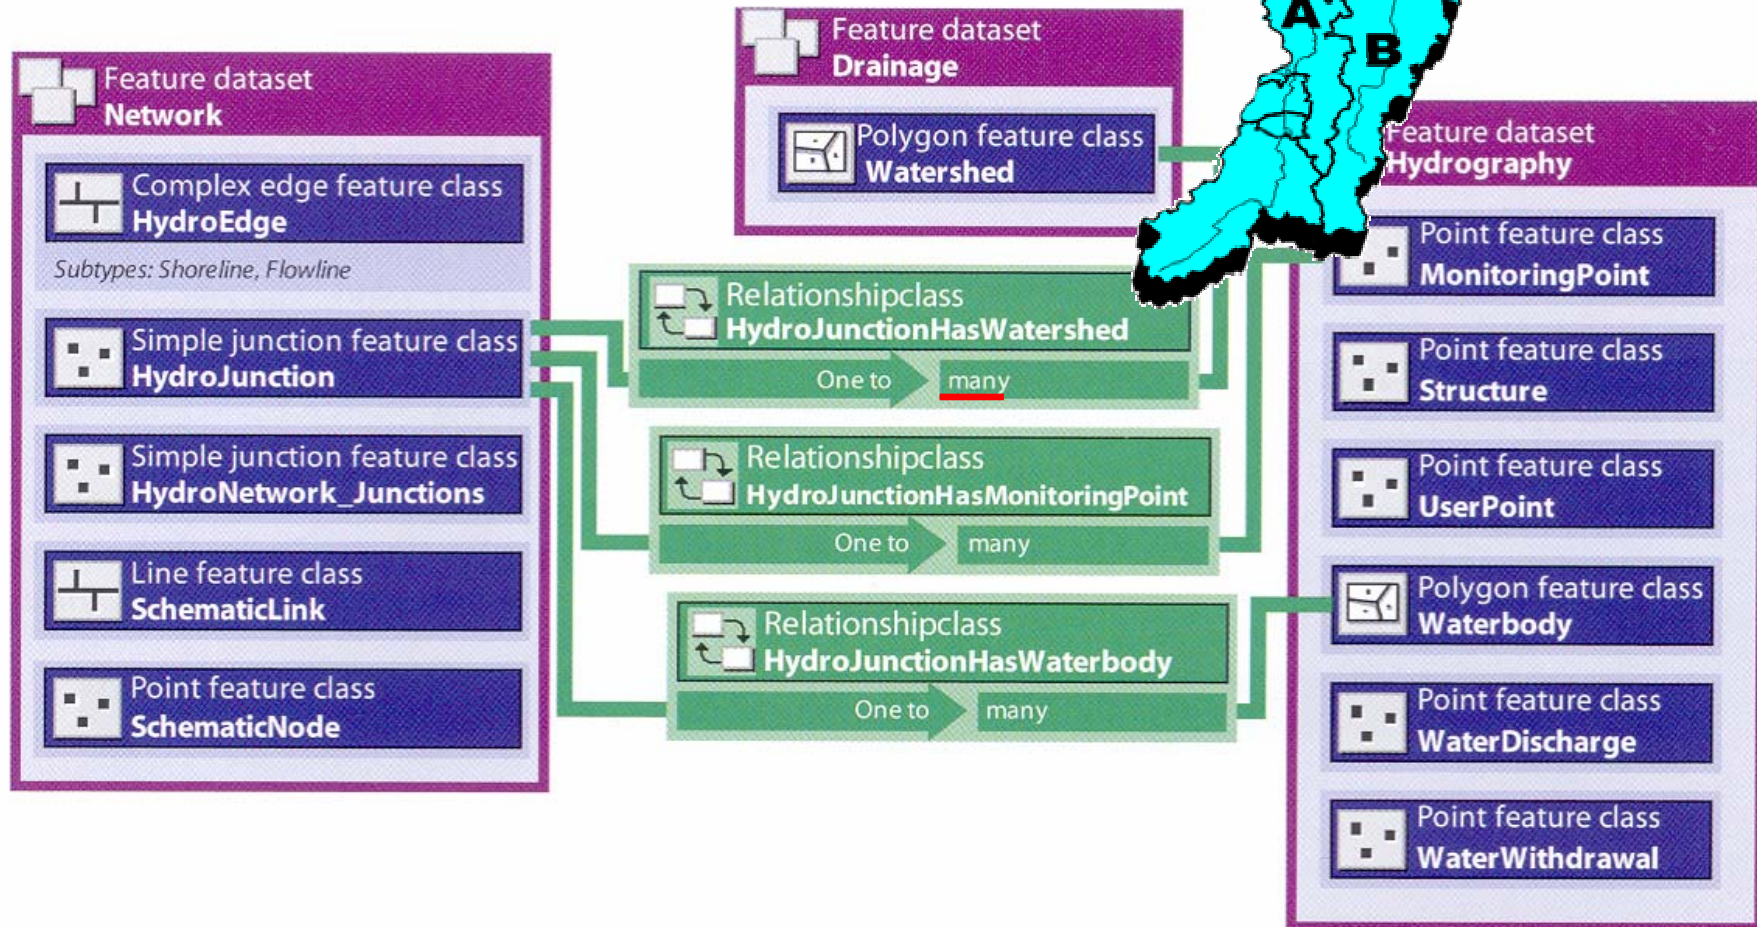 Feature dataset
Network
Complex edge feature class
HydroEdge
Subtypes: Shoreline, Flowline
Simple junction feature class
HydroJunction
Simple junction feature class
HydroNetwork_Junctions
Line feature class
SchematicLink
Point feature class
SchematicNode
Feature dataset
Drainage
Polygon feature class
Watershed
Relationshipclass
HydroJunctionHasWatershed
One to many
Relationshipclass
HydroJunctionHasMonitoringPoint
One to many
Relationshipclass
HydroJunctionHasWaterbody
One to many
A
B
Feature dataset
Hydrography
Point feature class
MonitoringPoint
Point feature class
Structure
Point feature class
UserPoint
Polygon feature class
Waterbody
Point feature class
WaterDischarge
Point feature class
WaterWithdrawal